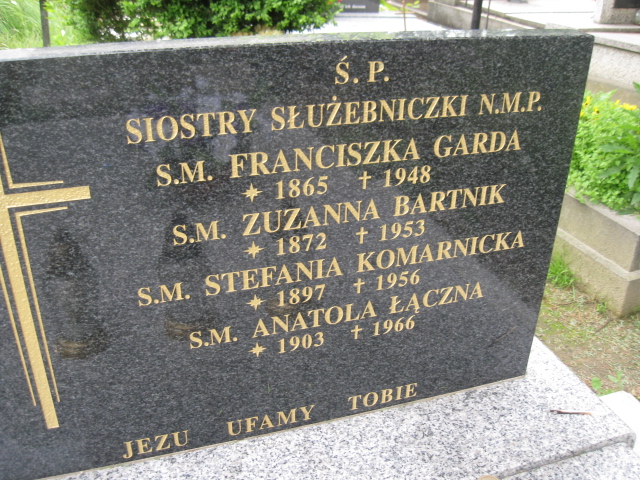 Ś. P.
SIOSTRY SŁUŻEBNICZKI N.M.P.
S.M. FRANCISZKA GARDA
✶ 1865 ✝ 1948
S.M. ZUZANNA BARTNIK
✶ 1872 ✝ 1953
S.M. STEFANIA KOMARNICKA
✶ 1897 ✝ 1956
S.M. ANATOLA ŁĄCZNA
✶ 1903 ✝ 1966
JEZU UFAMY TOBIE